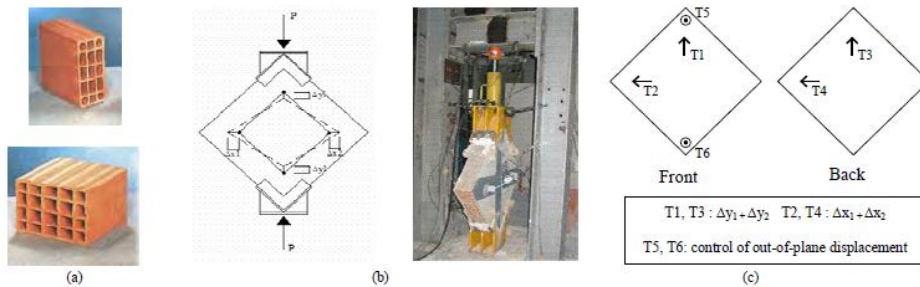 P
Δy1
Δx1
Δx2
Δy2
P
T5
T1
T2
T6
T3
T4
Front
Back
T1, T3 : Δy₁ + Δy₂ T2, T4 : Δx₁ + Δx₂
T5, T6: control of out-of-plane displacement
(a)
(b)
(c)